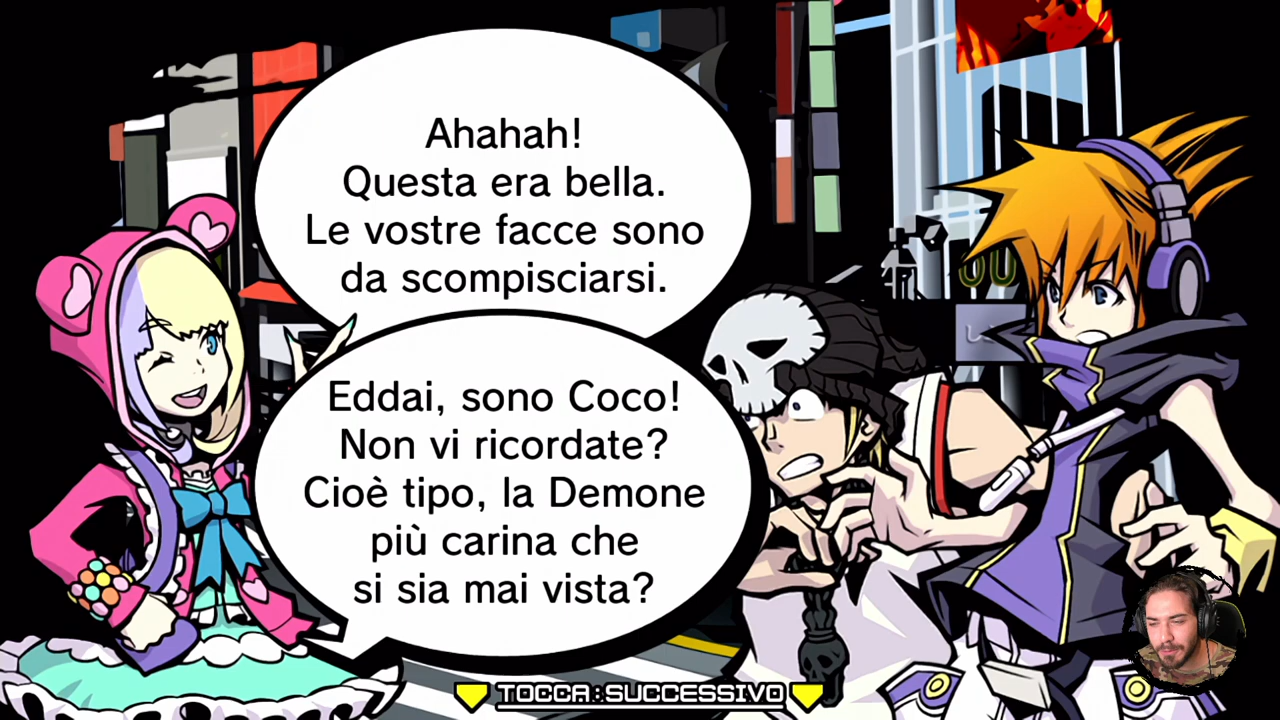 Ahahah!
Questa era bella.
Le vostre facce sono
da scompisciarsi.
Eddai, sono Coco!
Non vi ricordate?
Cioè tipo, la Demone
più carina che
si sia mai vista?
TOCCA:SUCCESSIVO